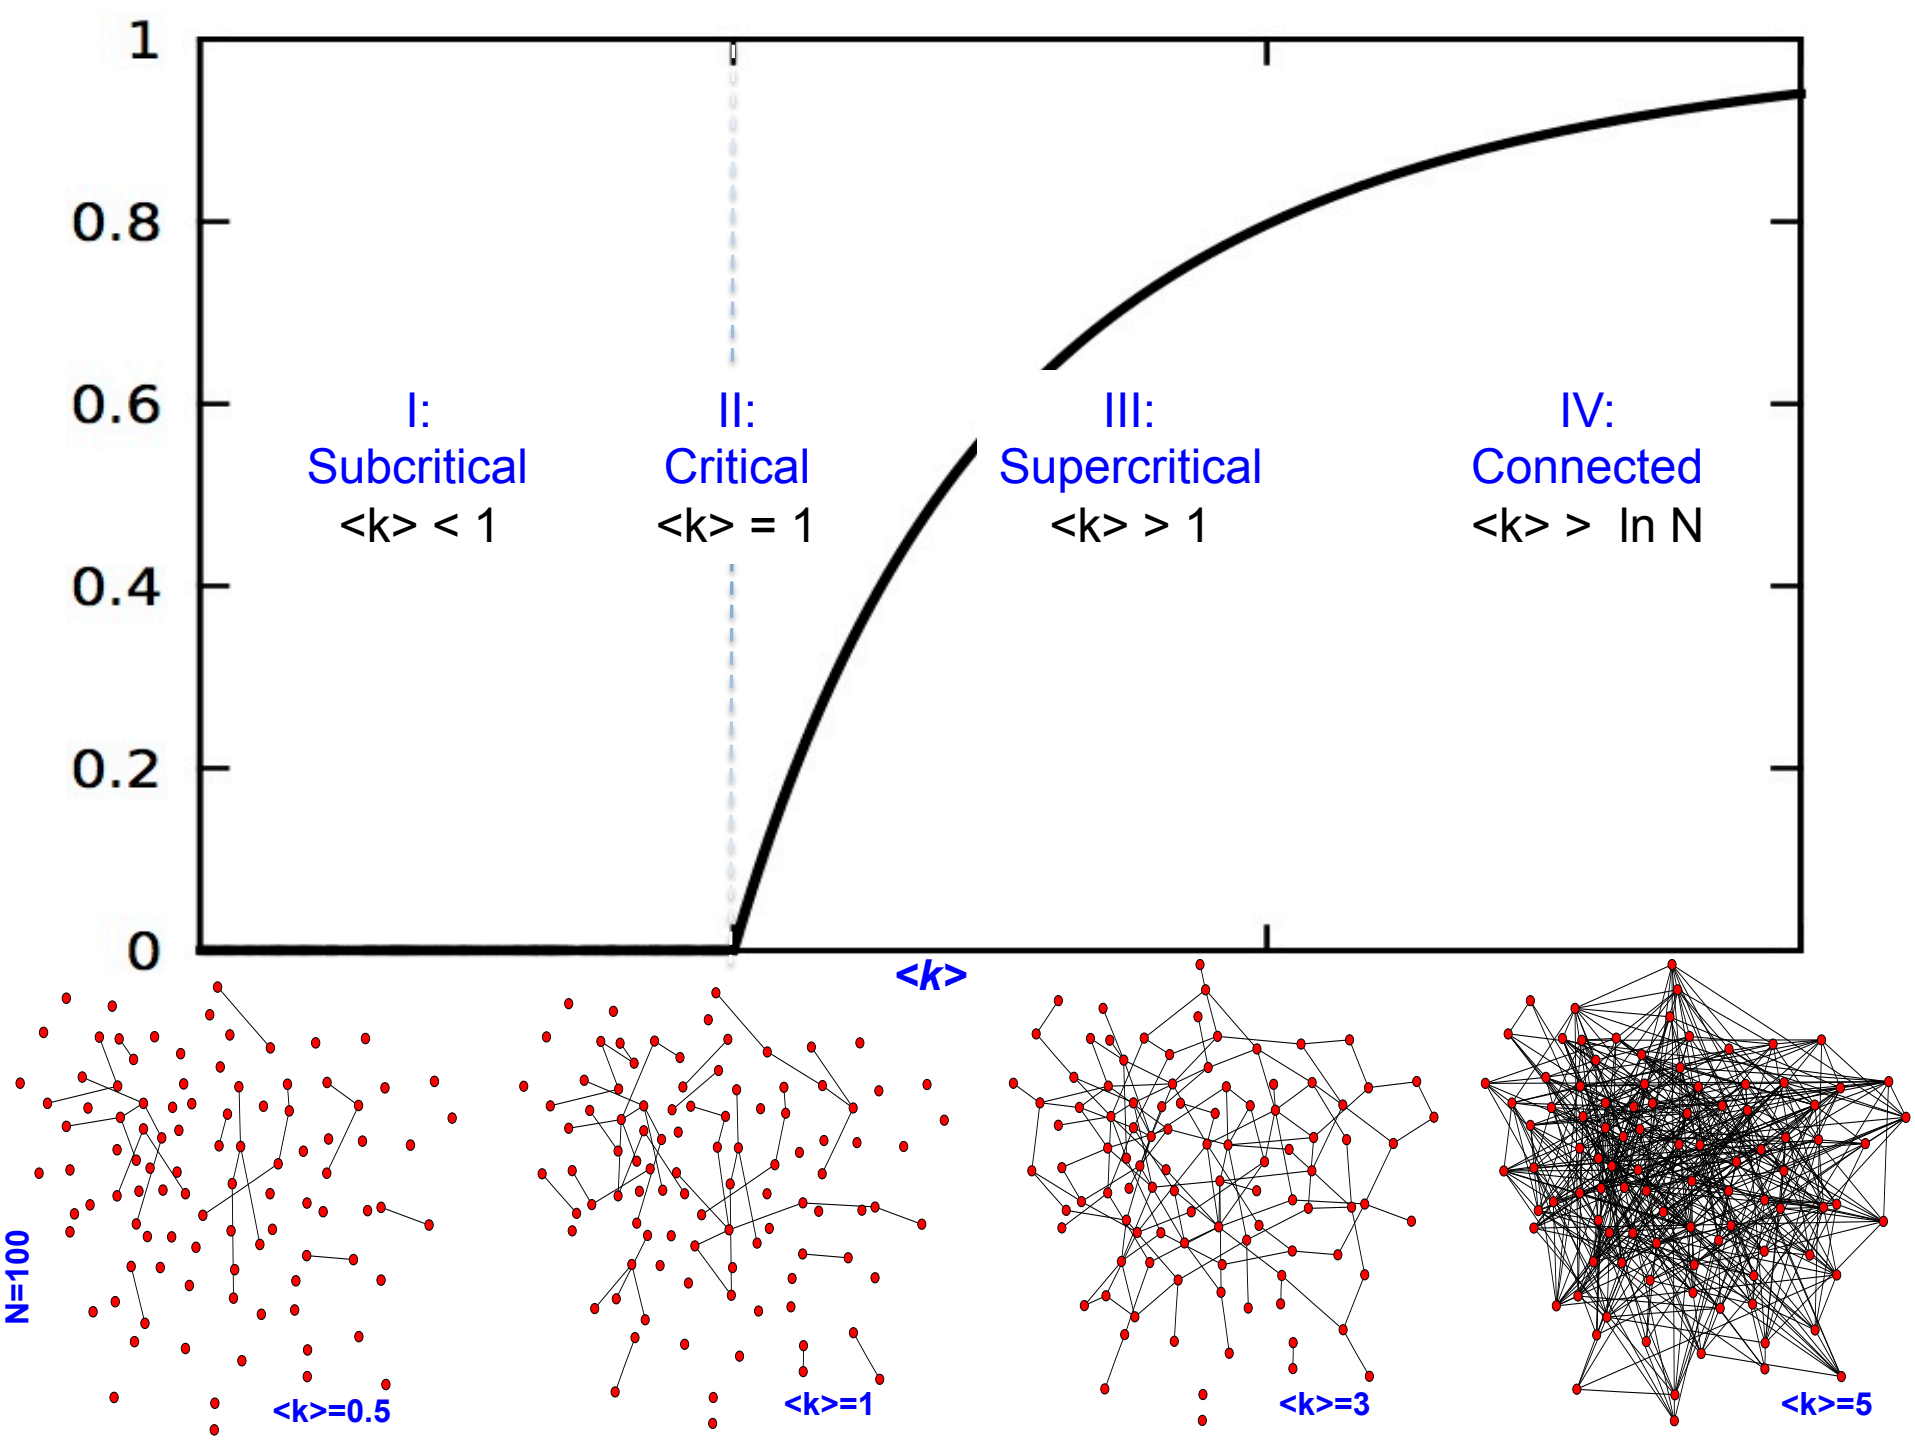 1
0.8
0.6
0.4
0.2
0
I:
Subcritical
<k> < 1
II:
Critical
<k> = 1
III:
Supercritical
<k> > 1
IV:
Connected
<k> > ln N
<k>
N=100
<k>=0.5
<k>=1
<k>=3
<k>=5